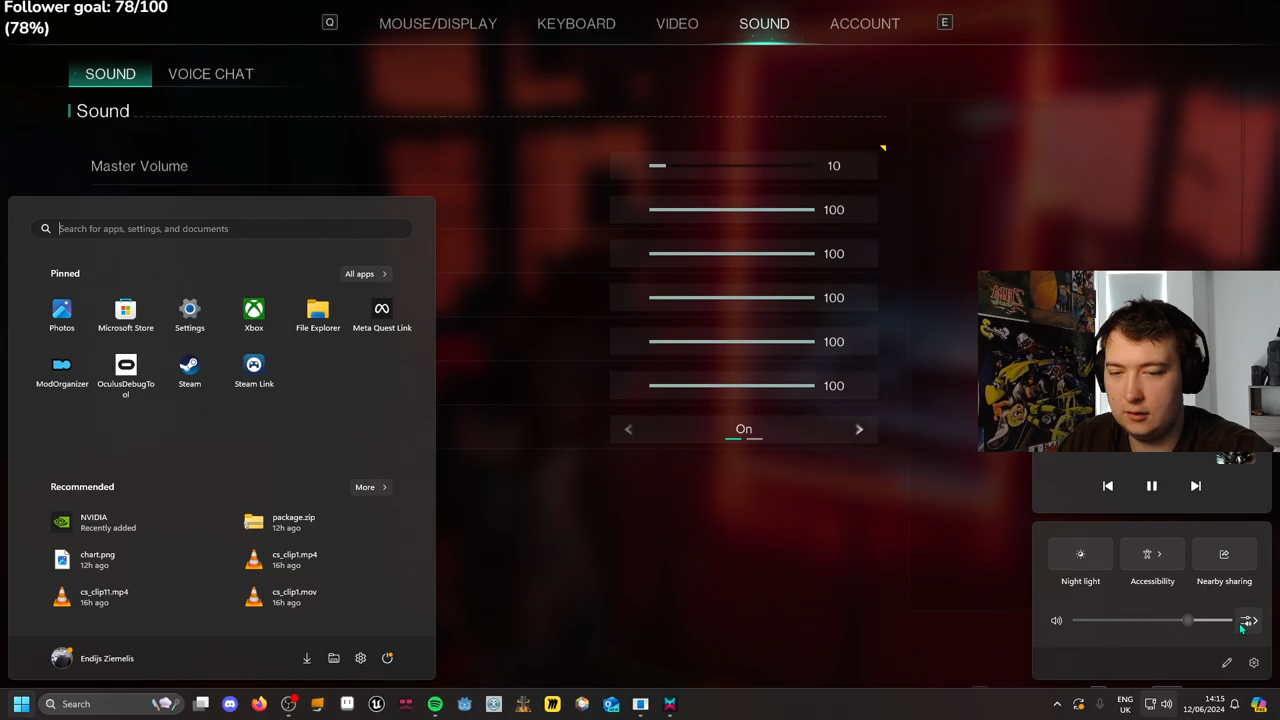 Follower goal: 78/100
(78%)
Q MOUSE/DISPLAY KEYBOARD VIDEO SOUND ACCOUNT E
SOUND VOICE CHAT
Sound
Master Volume 10
100
100
100
100
100
On
Search for apps, settings, and documents
Pinned All apps
Photos Microsoft Store Settings Xbox File Explorer Meta Quest Link
ModOrganizer OculusDebugTo
ol Steam Steam Link
Recommended More
NVIDIA
Recently added
package.zip
12h ago
chart.png
12h ago
cs_clip1.mp4
16h ago
cs_clip11.mp4
16h ago
cs_clip1.mov
16h ago
Endijs Ziemelis
Night light Accessibility Nearby sharing
Search
ENG
UK
14:15
12/06/2024